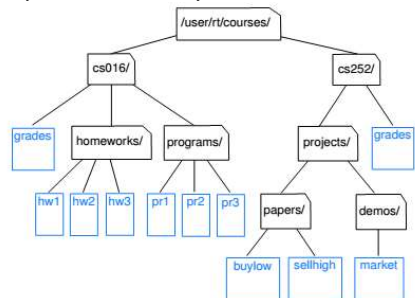 /user/rt/courses/
cs016/
cs252/
grades
homeworks/
programs/
projects/
grades
hw1
hw2
hw3
pr1
pr2
pr3
papers/
demos/
buylow
sellhigh
market